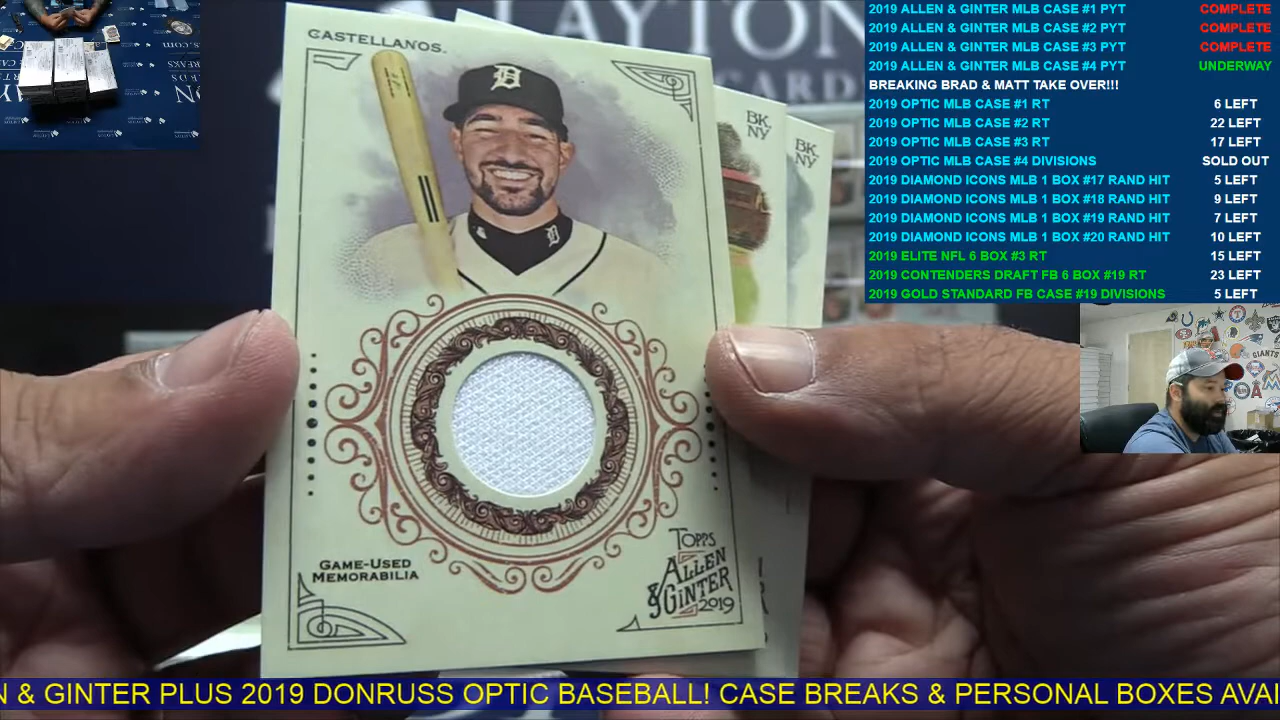 CASTELLANOS.
BK
NY
BK
NY
GAME-USED
MEMORABILIA
TOPPS
ALLEN
& GINTER
2019
LAYTON
CARDS
2019 ALLEN & GINTER MLB CASE #1 PYT COMPLETE
2019 ALLEN & GINTER MLB CASE #2 PYT COMPLETE
2019 ALLEN & GINTER MLB CASE #3 PYT COMPLETE
2019 ALLEN & GINTER MLB CASE #4 PYT UNDERWAY
BREAKING BRAD & MATT TAKE OVER!!!
2019 OPTIC MLB CASE #1 RT 6 LEFT
2019 OPTIC MLB CASE #2 RT 22 LEFT
2019 OPTIC MLB CASE #3 RT 17 LEFT
2019 OPTIC MLB CASE #4 DIVISIONS SOLD OUT
2019 DIAMOND ICONS MLB 1 BOX #17 RAND HIT 5 LEFT
2019 DIAMOND ICONS MLB 1 BOX #18 RAND HIT 9 LEFT
2019 DIAMOND ICONS MLB 1 BOX #19 RAND HIT 7 LEFT
2019 DIAMOND ICONS MLB 1 BOX #20 RAND HIT 10 LEFT
2019 ELITE NFL 6 BOX #3 RT 15 LEFT
2019 CONTENDERS DRAFT FB 6 BOX #19 RT 23 LEFT
2019 GOLD STANDARD FB CASE #19 DIVISIONS 5 LEFT
GIANTS
N & GINTER PLUS 2019 DONRUSS OPTIC BASEBALL! CASE BREAKS & PERSONAL BOXES AVAI